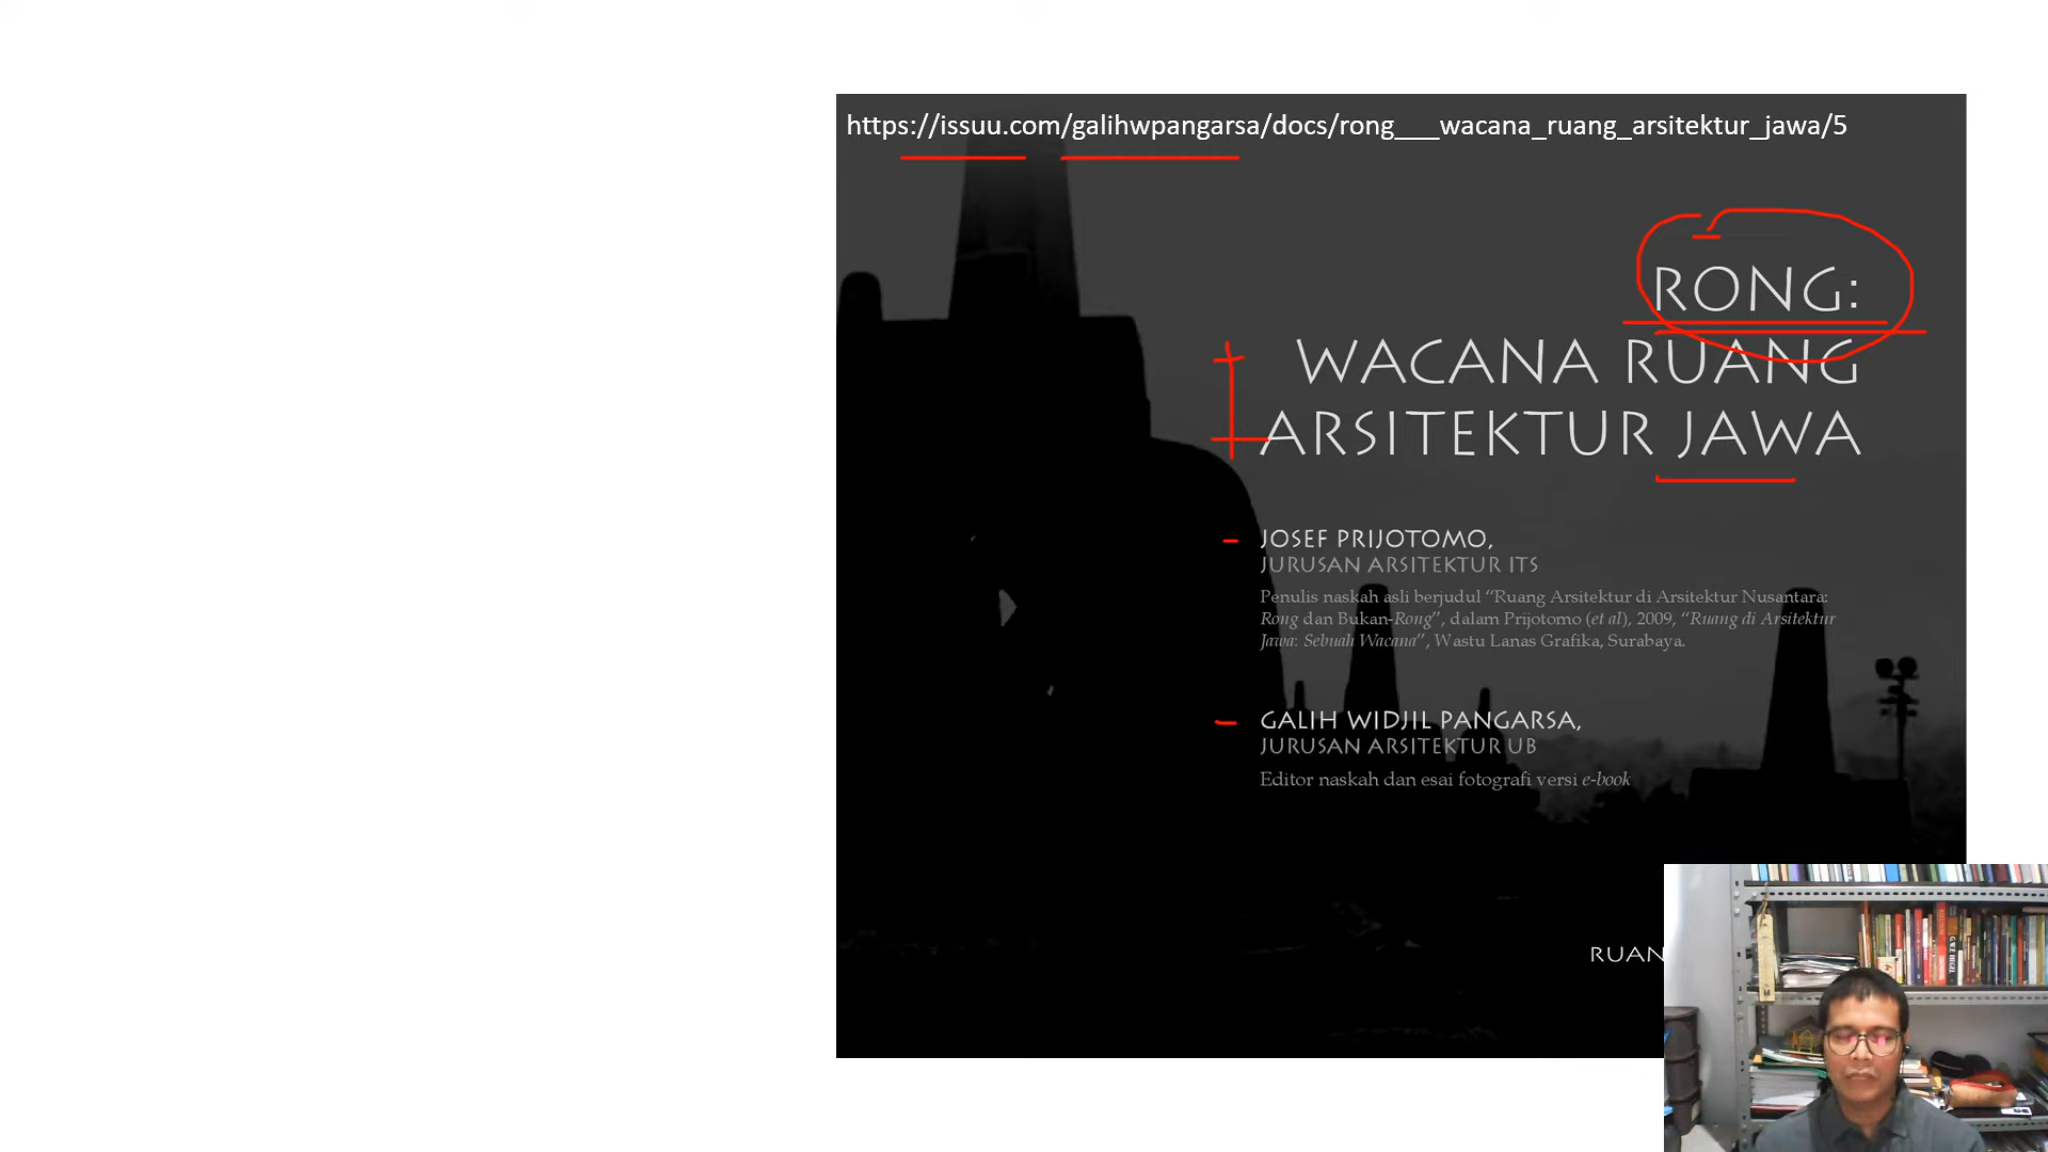 https://issuu.com/galihwpangarsa/docs/rong___wacana_ruang_arsitektur_jawa/5
RONG:
WACANA RUANG
ARSITEKTUR JAWA
JOSEF PRIJOTOMO,
JURUSAN ARSITEKTUR ITS
Penulis naskah asli berjudul “Ruang Arsitektur di Arsitektur Nusantara:
Rong dan Bukan-Rong”, dalam Prijotomo (et al), 2009, “Ruang di Arsitektur
Jawa: Sebuah Wacana”, Wastu Lanas Grafika, Surabaya.
GALIH WIDJIL PANGARSA,
JURUSAN ARSITEKTUR UB
Editor naskah dan esai fotografi versi e-book
RUAN